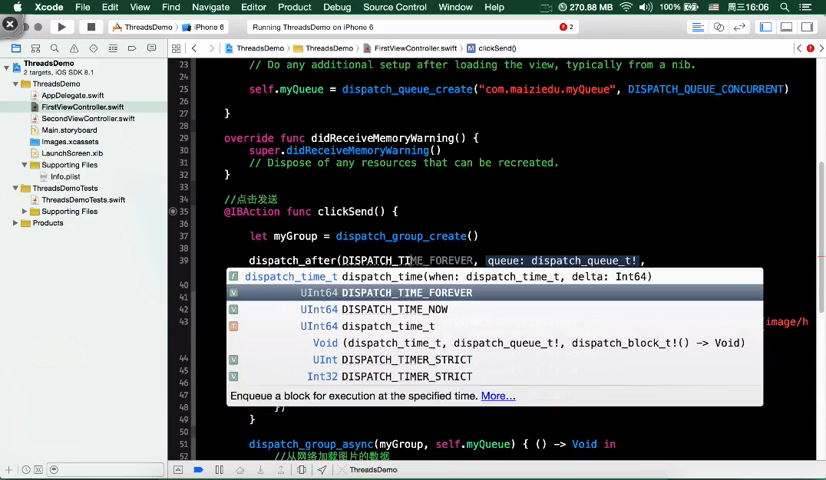 Xcode File Edit View Find Navigate Editor Product Debug Source Control Window Help 270.88 MB 100% 周三16:06
ThreadsDemo iPhone 6 Running ThreadsDemo on iPhone 6 2
ThreadsDemo ThreadsDemo FirstViewController.swift clickSend()
ThreadsDemo
2 targets, iOS SDK 8.1
ThreadsDemo
AppDelegate.swift
FirstViewController.swift
SecondViewController.swift
Main.storyboard
Images.xcassets
LaunchScreen.xib
Supporting Files
Info.plist
ThreadsDemoTests
ThreadsDemoTests.swift
Supporting Files
Products
23 // Do any additional setup after loading the view, typically from a nib.
24
25 self.myQueue = dispatch_queue_create("com.maiziedu.myQueue", DISPATCH_QUEUE_CONCURRENT)
26
27 }
28
29 override func didReceiveMemoryWarning() {
30 super.didReceiveMemoryWarning()
31 // Dispose of any resources that can be recreated.
32 }
33
34 //点击发送
35 @IBAction func clickSend() {
36
37 let myGroup = dispatch_group_create()
38
39 dispatch_after(DISPATCH_TIME_FOREVER, queue: dispatch_queue_t!,
dispatch_time_t dispatch_time(when: dispatch_time_t, delta: Int64)
40
UInt64 DISPATCH_TIME_FOREVER
41
UInt64 DISPATCH_TIME_NOW
42
43 _image/h
UInt64 dispatch_time_t
Void (dispatch_time_t, dispatch_queue_t!, dispatch_block_t!() -> Void)
44
UInt DISPATCH_TIMER_STRICT
Int32 DISPATCH_TIMER_STRICT
Enqueue a block for execution at the specified time. More...
48 })
49 }
50
51 dispatch_group_async(myGroup, self.myQueue) { () -> Void in
//从网络加载图片的数据
ThreadsDemo